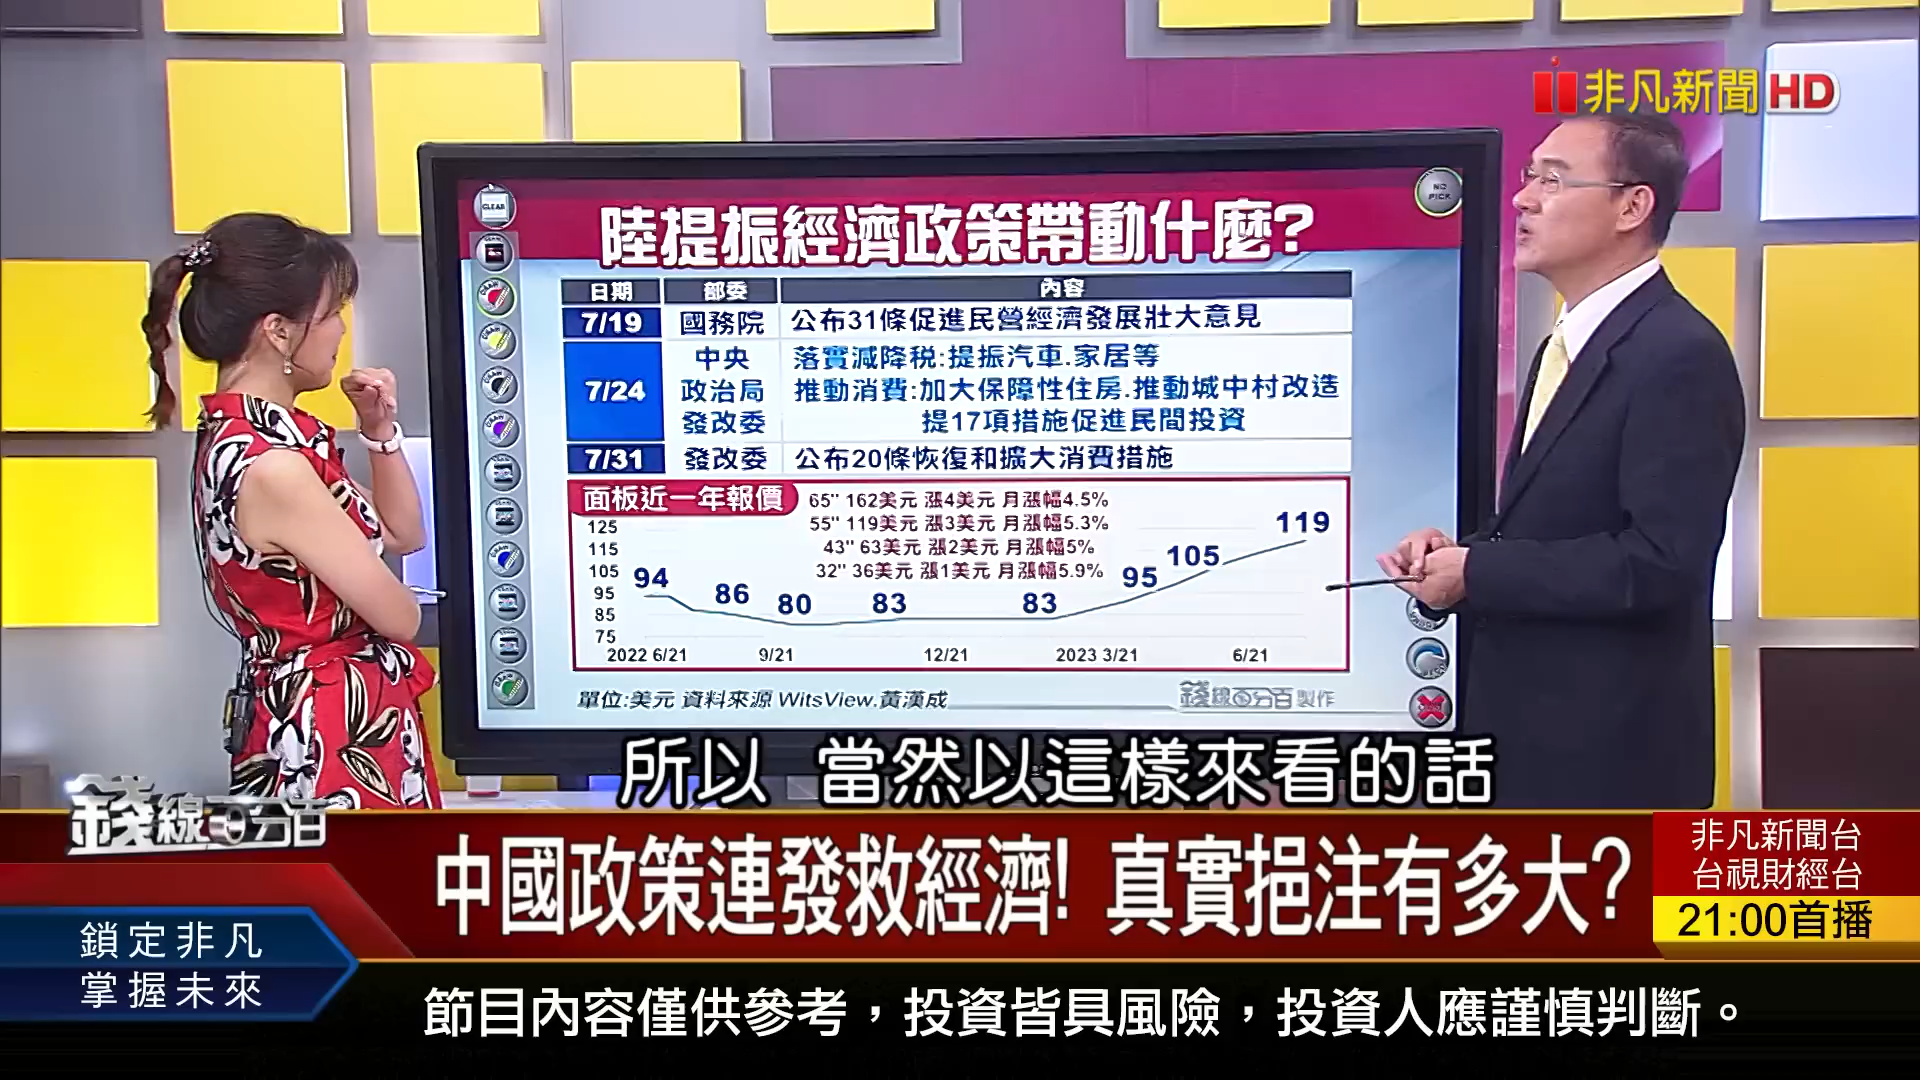 非凡新聞HD
CLEAR
NO PICK
陸提振經濟政策帶動什麼?
日期 部委 內容
7/19 國務院 公布31條促進民營經濟發展壯大意見
7/24 中央政治局發改委
落實減降稅:提振汽車.家居等
推動消費:加大保障性住房.推動城中村改造
提17項措施促進民間投資
7/31 發改委 公布20條恢復和擴大消費措施
面板近一年報價
65" 162美元 漲4美元 月漲幅4.5%
55" 119美元 漲3美元 月漲幅5.3%
43" 63美元 漲2美元 月漲幅5%
32" 36美元 漲1美元 月漲幅5.9%
125
115
105
95
85
75
94 86 80 83 83 95 105 119
2022 6/21 9/21 12/21 2023 3/21 6/21
單位:美元 資料來源 WitsView.黃漢成
錢線百分百 製作
所以 當然以這樣來看的話
錢線百分百
中國政策連發救經濟! 真實挹注有多大?
非凡新聞台
台視財經台
21:00首播
鎖定非凡
掌握未來
節目內容僅供參考，投資皆具風險，投資人應謹慎判斷。